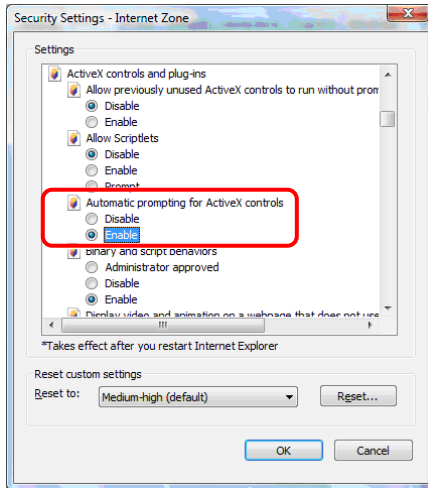 Security Settings - Internet Zone
Settings
ActiveX controls and plug-ins
Allow previously unused ActiveX controls to run without prom
Disable
Enable
Allow Scriptlets
Disable
Enable
Prompt
Automatic prompting for ActiveX controls
Disable
Enable
Binary and script behaviors
Administrator approved
Disable
Enable
Display video and animation on a webpage that does not use
*Takes effect after you restart Internet Explorer
Reset custom settings
Reset to: Medium-high (default) Reset...
OK Cancel